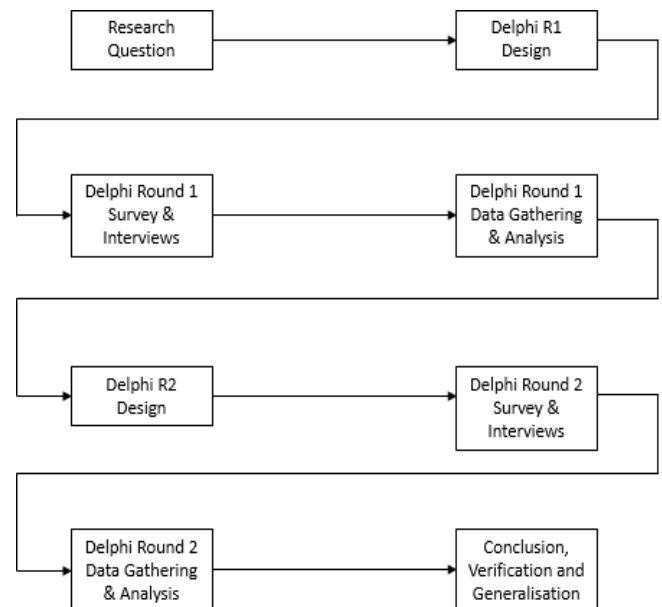 Research
Question
Delphi R1
Design
Delphi Round 1
Survey &
Interviews
Delphi Round 1
Data Gathering
& Analysis
Delphi R2
Design
Delphi Round 2
Survey &
Interviews
Delphi Round 2
Data Gathering
& Analysis
Conclusion,
Verification and
Generalisation